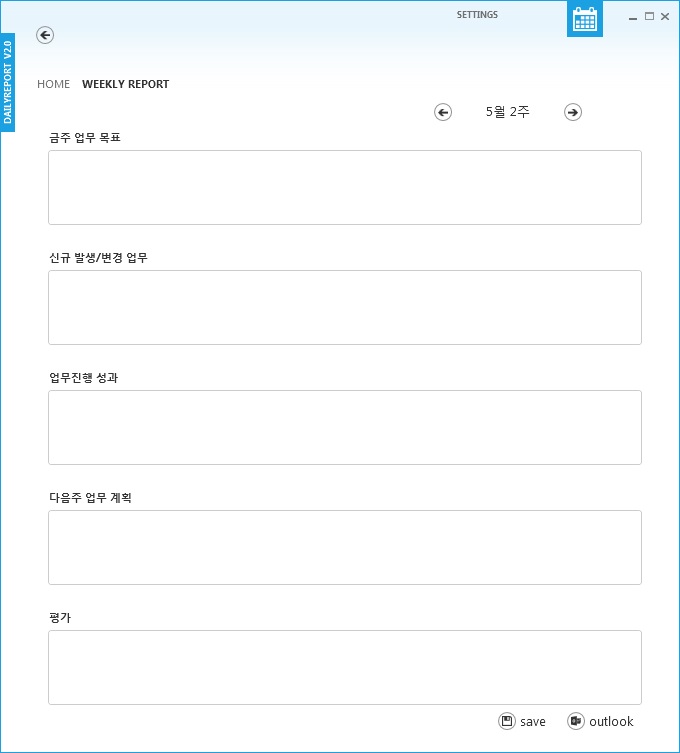 SETTINGS
DAILYREPORT V2.0
HOME WEEKLY REPORT
5월 2주
금주 업무 목표
신규 발생/변경 업무
업무진행 성과
다음주 업무 계획
평가
save outlook